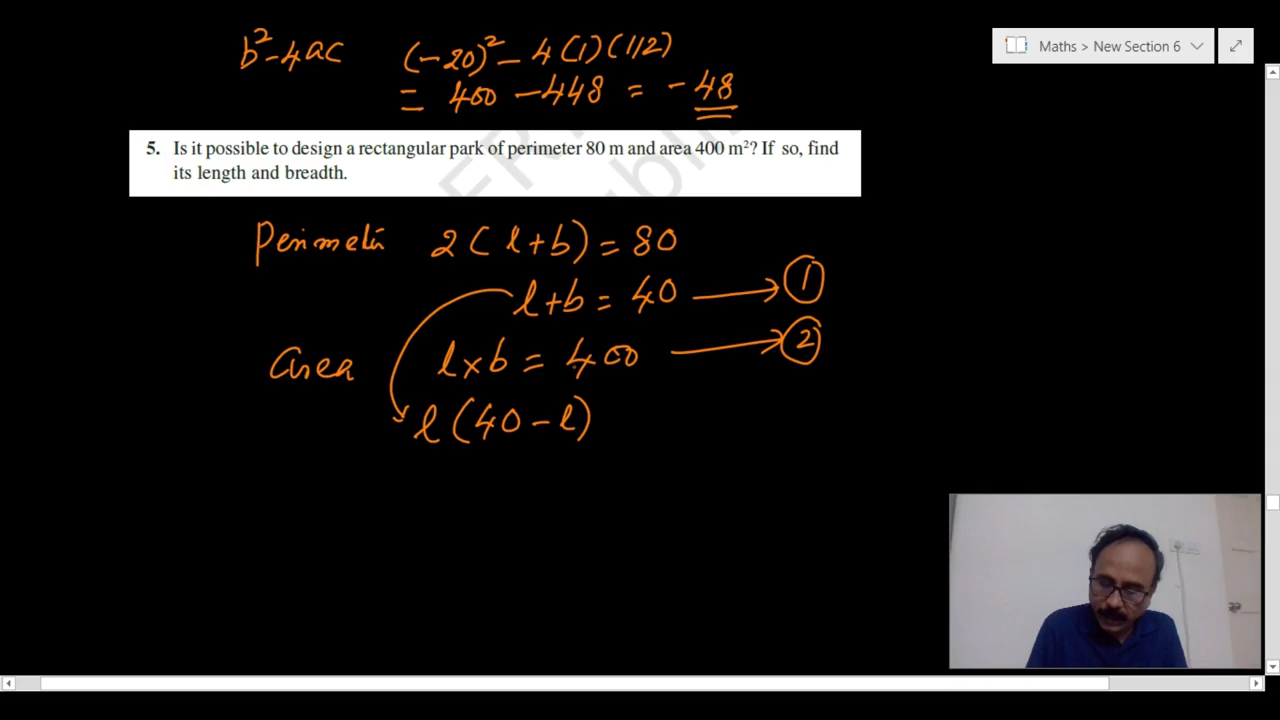 Maths > New Section 6
b²-4ac (-20)² - 4(1)(112)
= 400 - 448 = -48
5. Is it possible to design a rectangular park of perimeter 80 m and area 400 m²? If so, find
its length and breadth.
Perimeter 2(l+b) = 80
l+b = 40 → 1
Area l×b = 400 → 2
l(40-l)